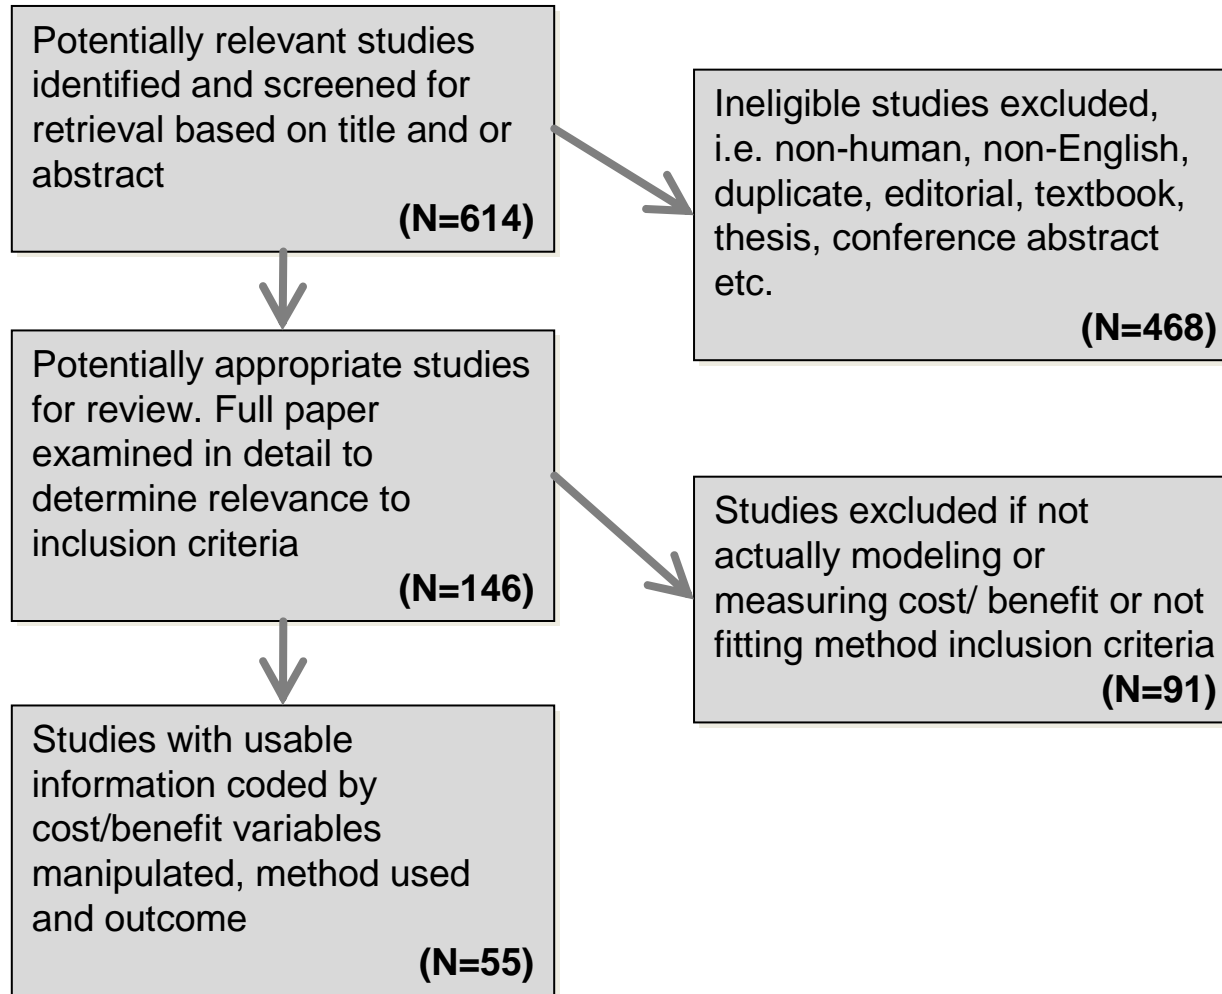 Potentially relevant studies
identified and screened for
retrieval based on title and or
abstract
(N=614)
Ineligible studies excluded,
i.e. non-human, non-English,
duplicate, editorial, textbook,
thesis, conference abstract
etc.
(N=468)
Potentially appropriate studies
for review. Full paper
examined in detail to
determine relevance to
inclusion criteria
(N=146)
Studies excluded if not
actually modeling or
measuring cost/ benefit or not
fitting method inclusion criteria
(N=91)
Studies with usable
information coded by
cost/benefit variables
manipulated, method used
and outcome
(N=55)